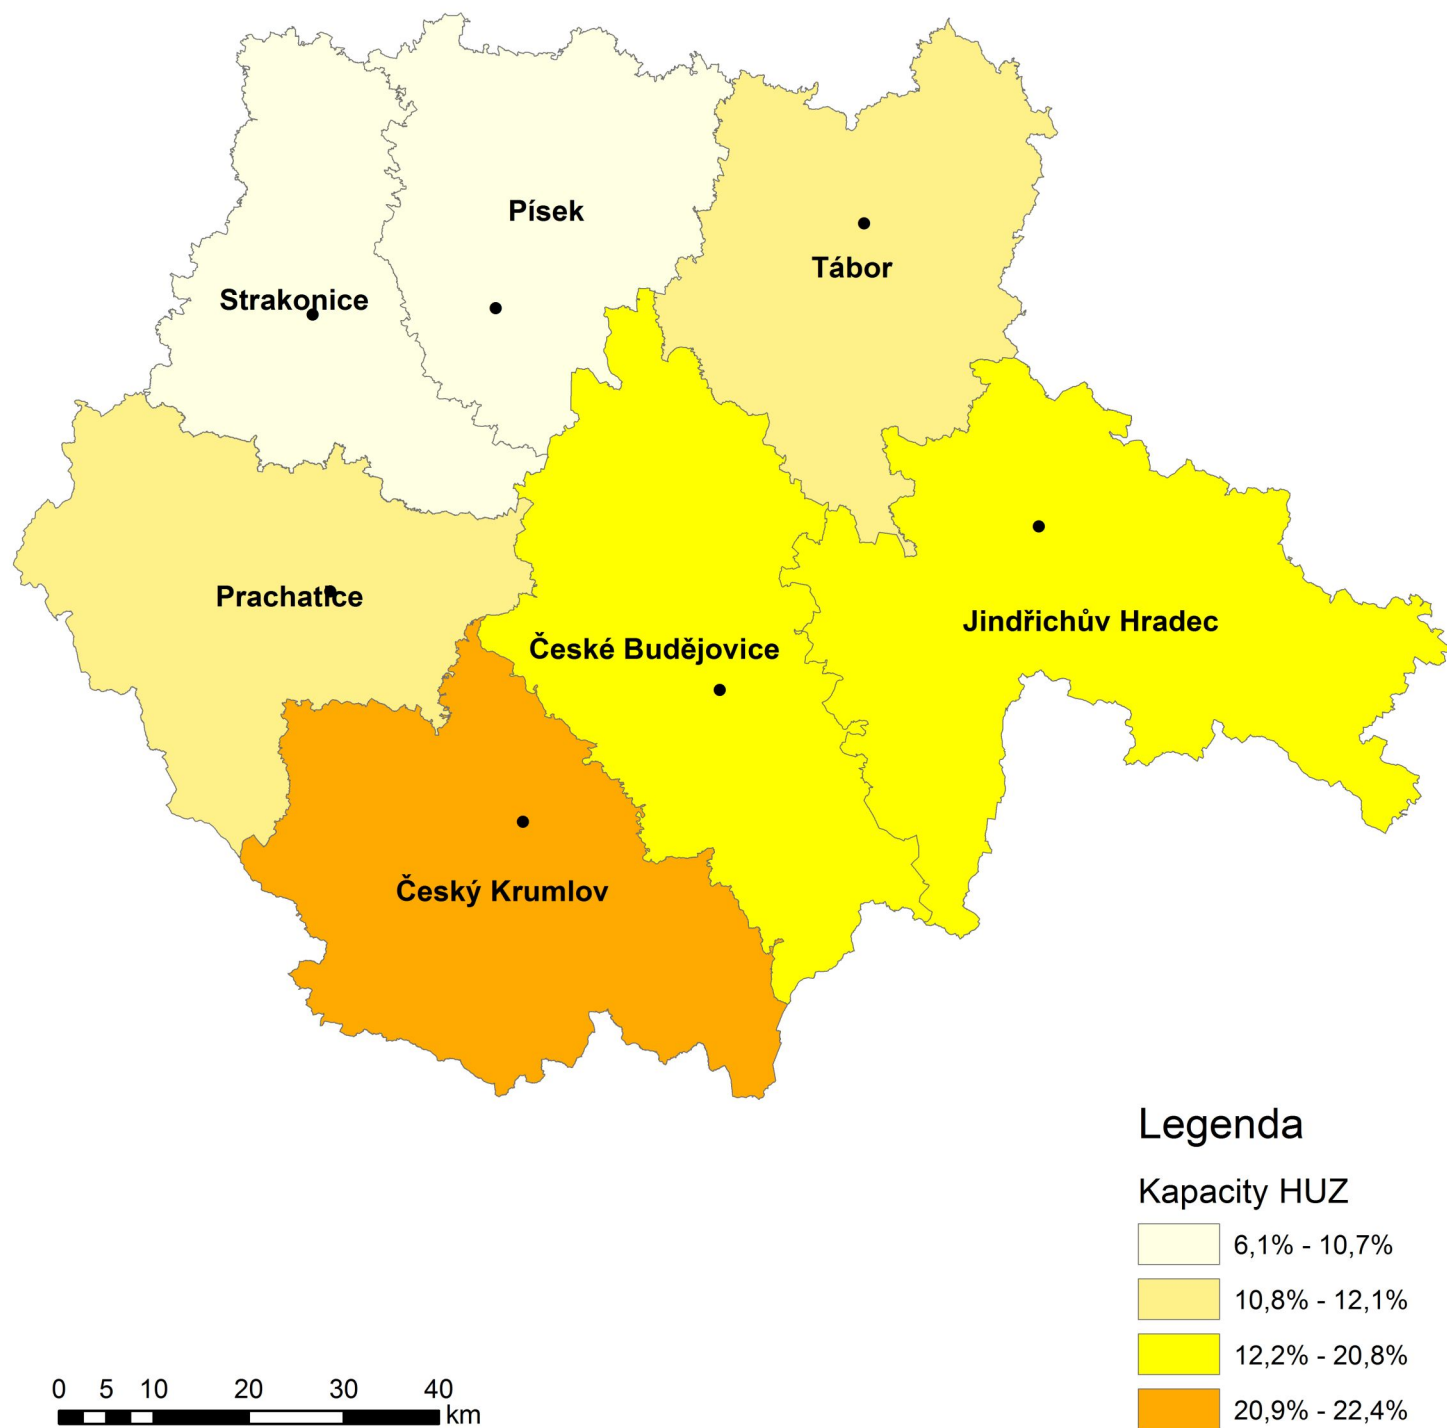 Písek
Tábor
Strakonice
Prachatice
Jindřichův Hradec
České Budějovice
Český Krumlov
Legenda
Kapacity HUZ
6,1% - 10,7%
10,8% - 12,1%
12,2% - 20,8%
20,9% - 22,4%
0 5 10 20 30 40
km